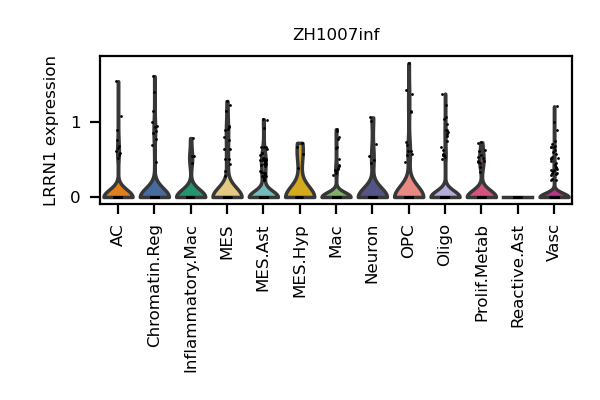 ZH1007inf
LRRN1 expression
1
0
AC
Chromatin.Reg
Inflammatory.Mac
MES
MES.Ast
MES.Hyp
Mac
Neuron
OPC
Oligo
Prolif.Metab
Reactive.Ast
Vasc